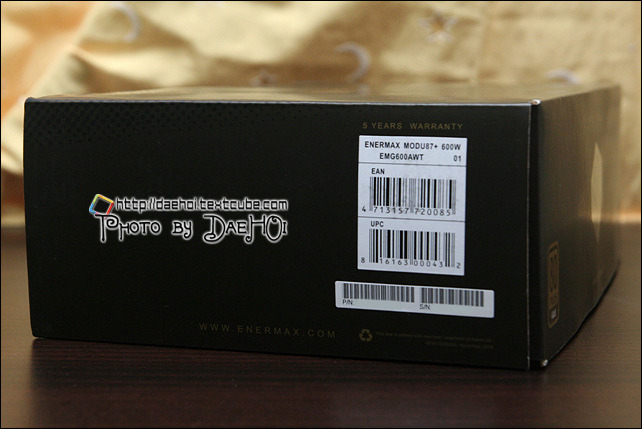 5 YEARS WARRANTY
ENERMAX MODU87+ 600W
EMG600AWT 01
EAN
4 713157 720085
UPC
8 16163 00043 2
P/N: S/N:
http://daehoi.textcube.com
PHOTO BY DAEHOI
WWW.ENERMAX.COM